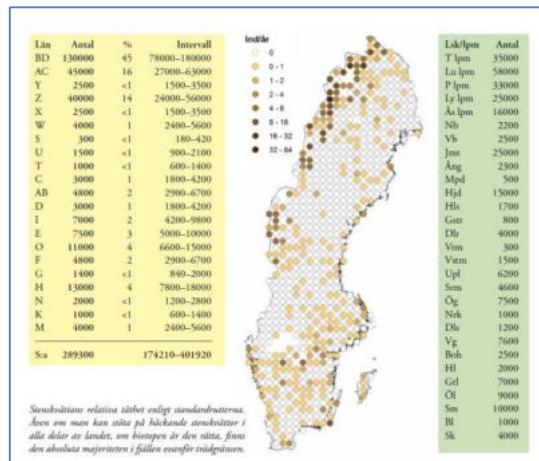 Län Antal % Intervall
BD 130000 45 78000–180000
AC 45000 16 27000–63000
Y 2500 <1 1500–3500
Z 40000 14 24000–56000
X 2500 <1 1500–3500
W 4000 1 2400–5600
S 300 <1 180–420
U 1500 <1 900–2100
T 1000 <1 600–1400
C 3000 1 1800–4200
AB 4800 2 2900–6700
D 3000 1 1800–4200
I 7000 2 4200–9800
E 7500 3 5000–10000
O 11000 4 6600–15000
F 4800 2 2900–6700
G 1400 <1 840–2000
H 13000 4 7800–18000
N 2000 <1 1200–2800
K 1000 <1 600–1400
M 4000 1 2400–5600
S:a 289300 174210–401920
Stenskvättans relativa täthet enligt standardrutterna.
Även om man kan stöta på häckande stenskvättor i
alla delar av landet, om biotopen är den rätta, finns
den absoluta majoriteten i fjällen ovanför trädgränsen.
Ind/år
0
0 - 1
1 - 2
2 - 4
4 - 8
8 - 16
16 - 32
32 - 64
Lsk/lpm Antal
T lpm 35000
Lu lpm 58000
P lpm 33000
Ly lpm 25000
Ås lpm 16000
Nb 2200
Vb 2500
Jmt 25000
Ång 2300
Mpd 500
Hjd 15000
Hls 1700
Gstr 800
Dlr 4000
Vrm 300
Vstm 1500
Upl 6200
Srm 4600
Ög 7500
Nrk 1000
Dls 1200
Vg 7600
Boh 2500
Hl 2000
Gtl 7000
Öl 9000
Sm 10000
Bl 1000
Sk 4000